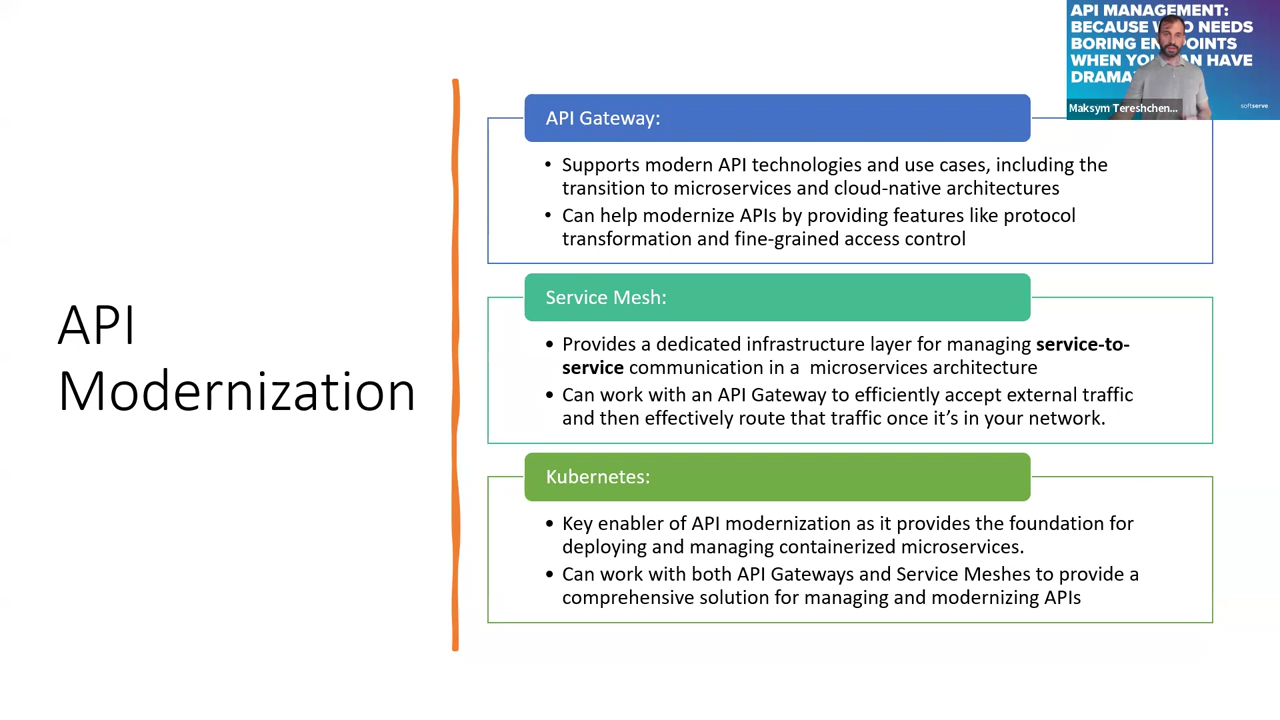 API MANAGEMENT:
BECAUSE NEEDS
BORING
WHEN HAVE
Maksym Tereshchen...
softserve
API
Modernization
API Gateway:
• Supports modern API technologies and use cases, including the
transition to microservices and cloud-native architectures
• Can help modernize APIs by providing features like protocol
transformation and fine-grained access control
Service Mesh:
• Provides a dedicated infrastructure layer for managing service-to-
service communication in a  microservices architecture
• Can work with an API Gateway to efficiently accept external traffic
and then effectively route that traffic once it’s in your network.
Kubernetes:
• Key enabler of API modernization as it provides the foundation for
deploying and managing containerized microservices.
• Can work with both API Gateways and Service Meshes to provide a
comprehensive solution for managing and modernizing APIs